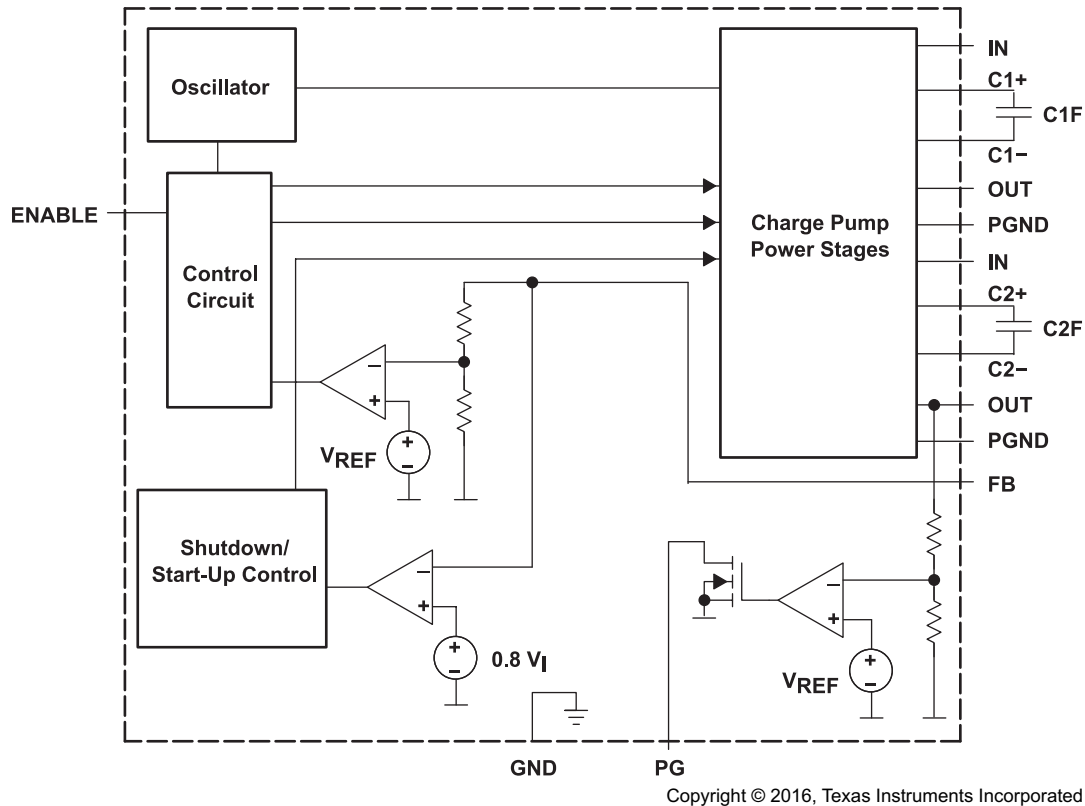 Oscillator
ENABLE
Control
Circuit
Charge Pump
Power Stages
IN
C1+
C1F
C1−
OUT
PGND
IN
C2+
C2F
C2−
OUT
PGND
FB
−
+
VREF
+
−
Shutdown/
Start-Up Control
−
+
+
−
0.8 VI
−
+
VREF
+
−
GND
PG
Copyright © 2016, Texas Instruments Incorporated